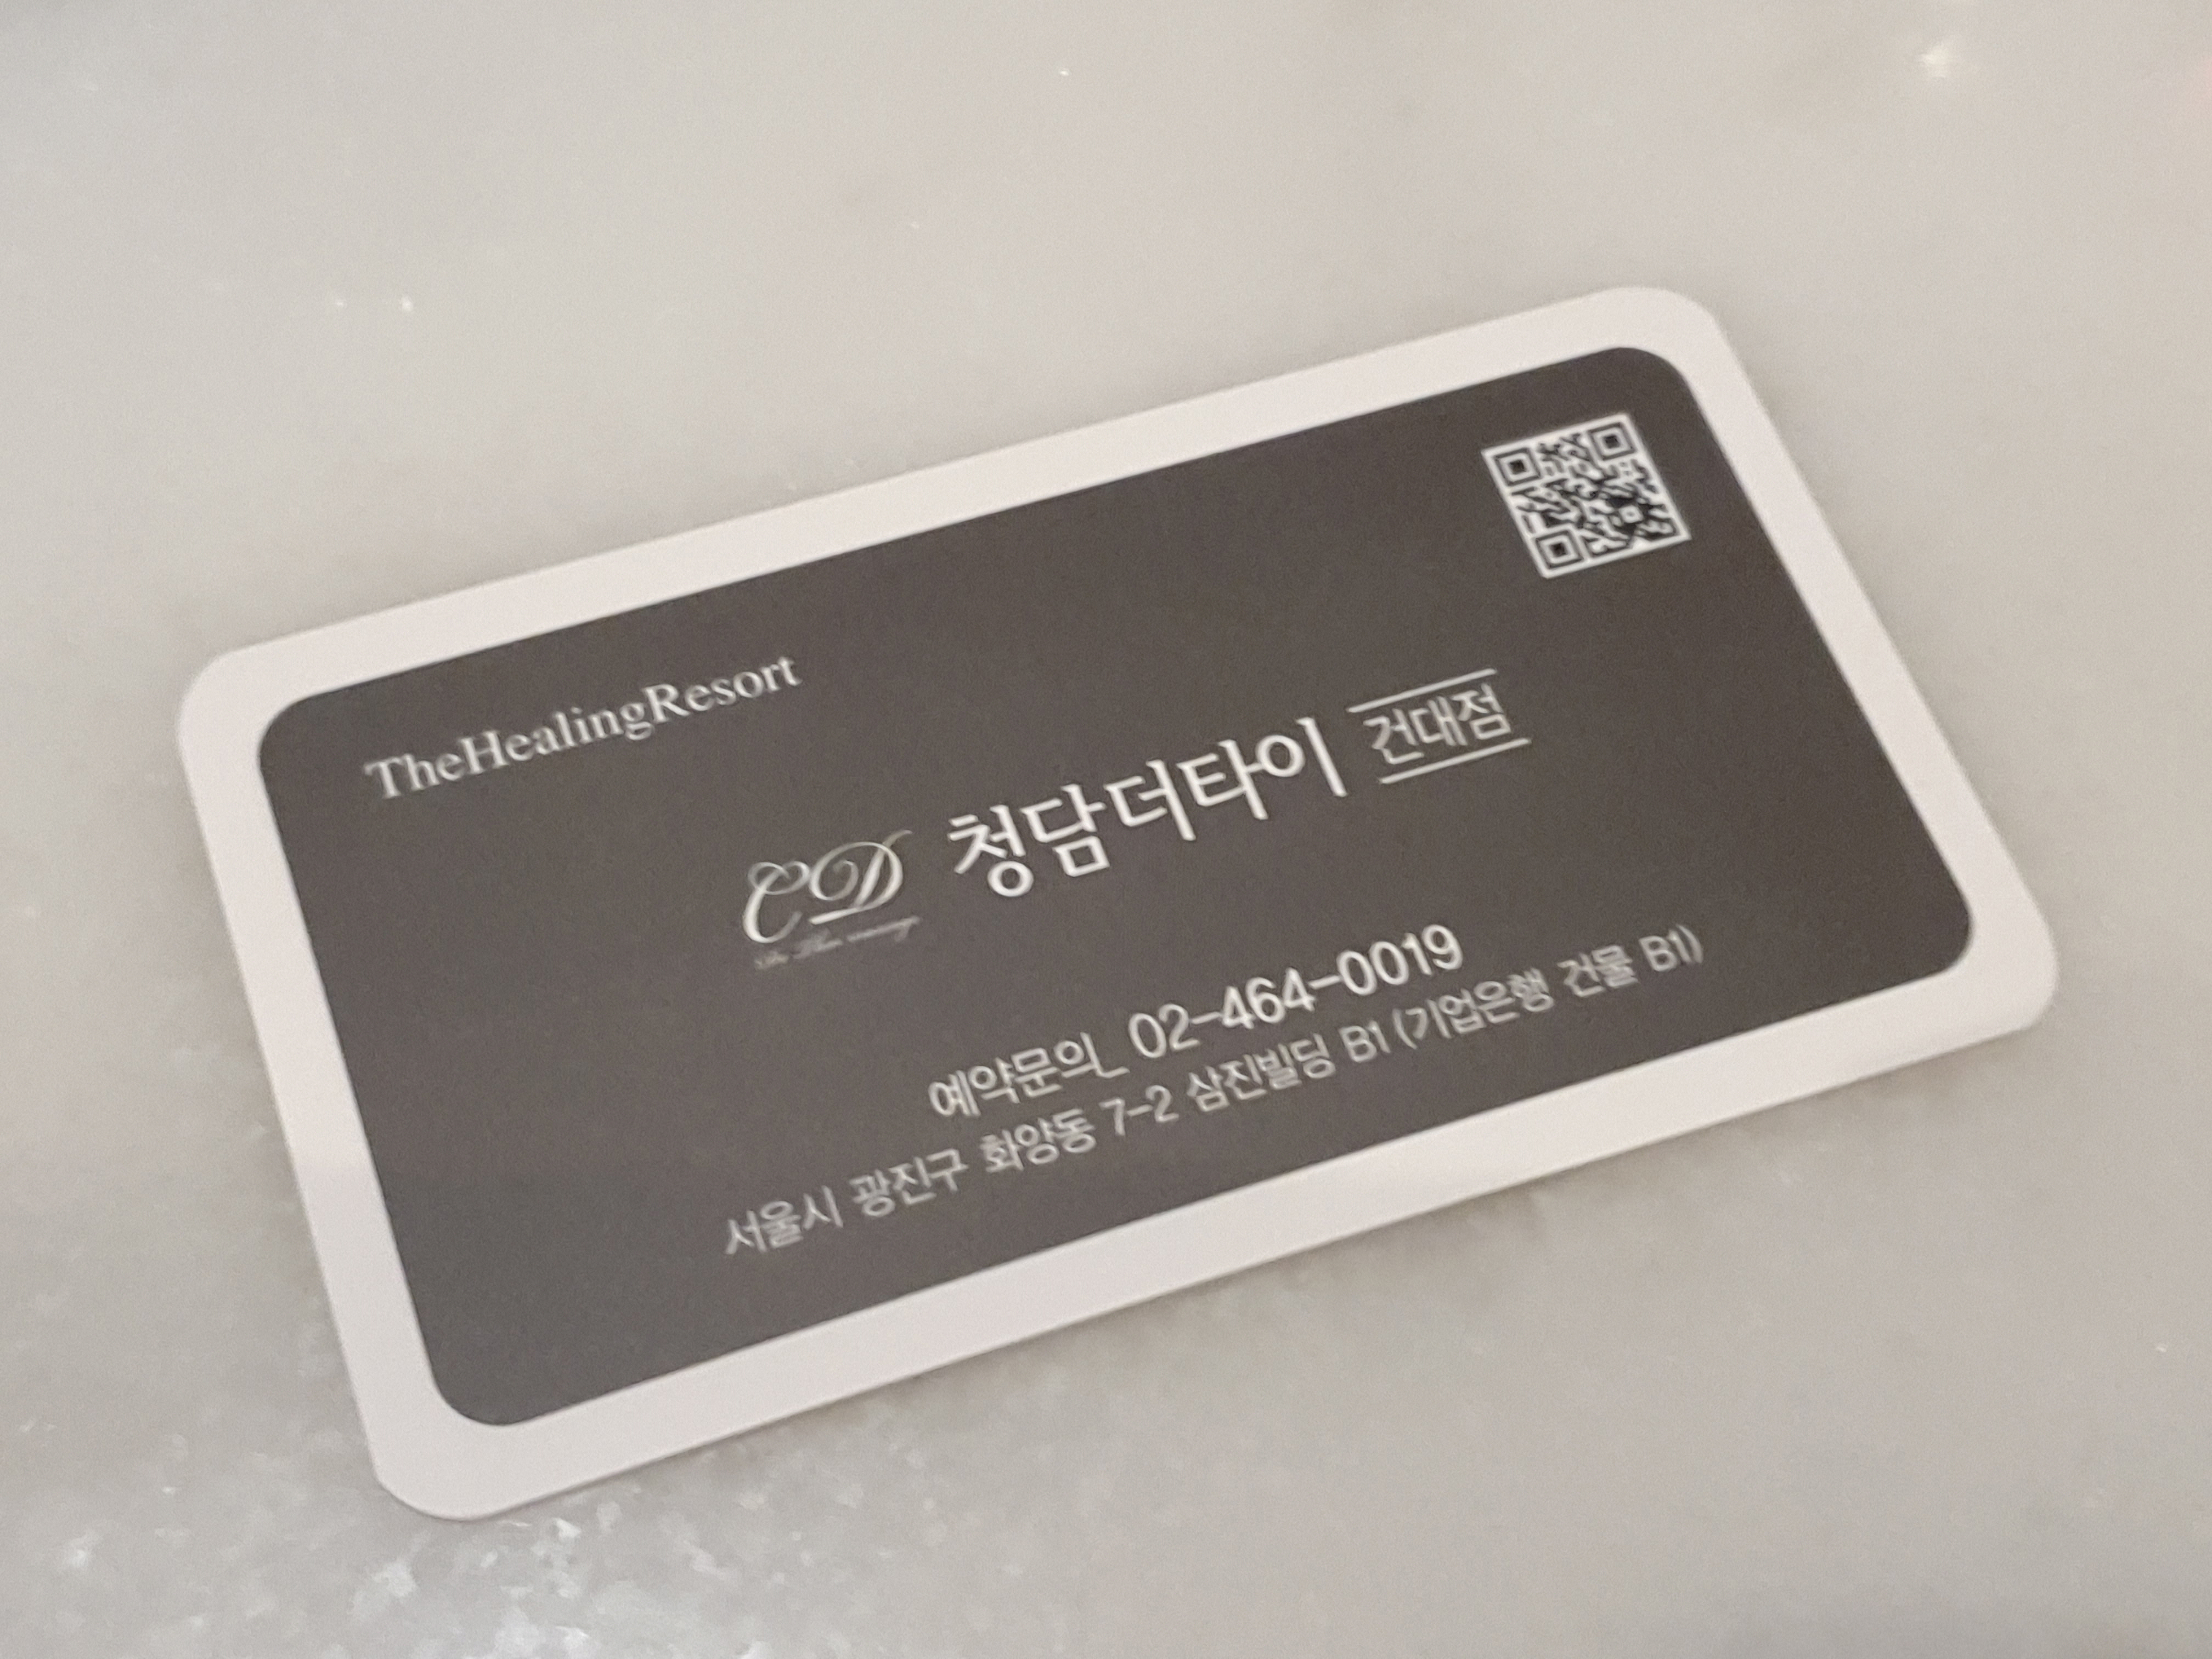 TheHealingResort
CD 청담더타이 건대점
예약문의_ 02-464-0019
서울시 광진구 화양동 7-2 삼진빌딩 B1 (기업은행 건물 B1)